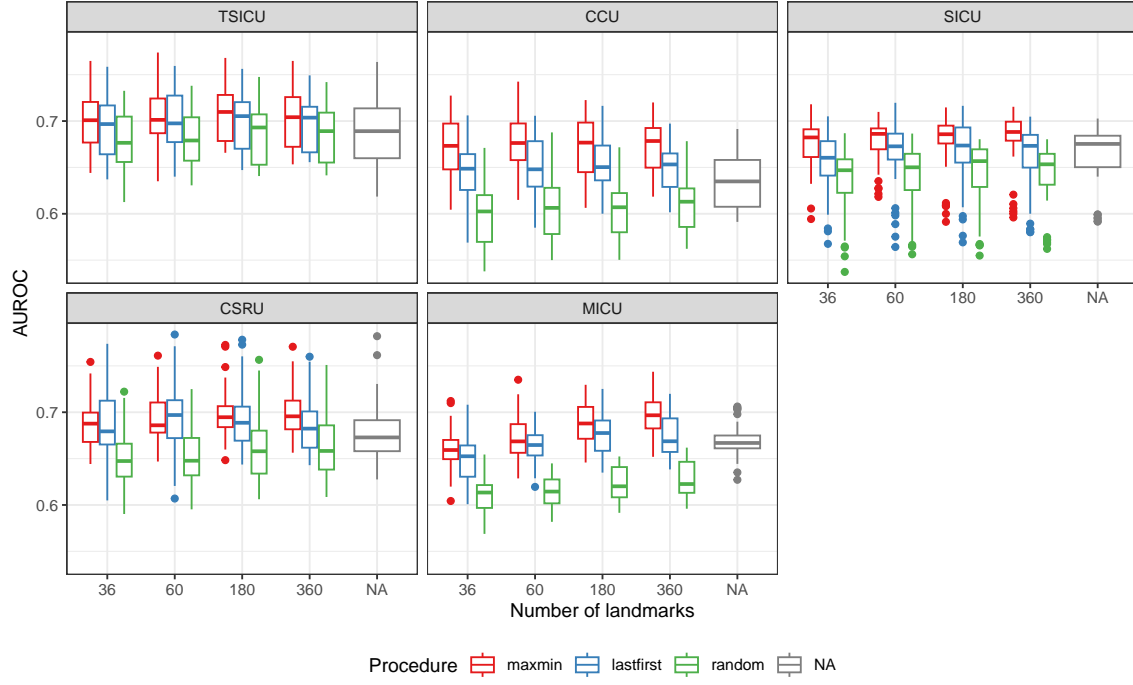 TSICU CCU SICU
0.7
0.6
36 60 180 360 NA
CSRU MICU
0.7
0.6
36 60 180 360 NA 36 60 180 360 NA
AUROC
Number of landmarks
Procedure maxmin lastfirst random NA